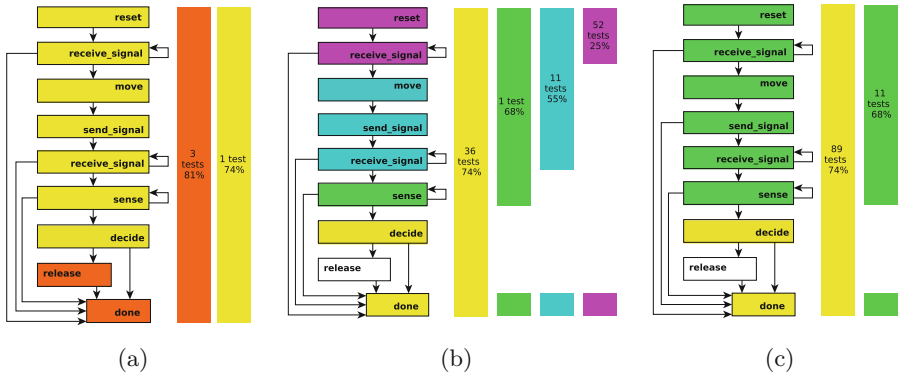 reset
receive_signal
move
send_signal
receive_signal
sense
decide
release
done
3
tests
81%
1 test
74%
(a)
reset
receive_signal
move
send_signal
receive_signal
sense
decide
release
done
36
tests
74%
1 test
68%
11
tests
55%
52
tests
25%
(b)
reset
receive_signal
move
send_signal
receive_signal
sense
decide
release
done
89
tests
74%
11
tests
68%
(c)